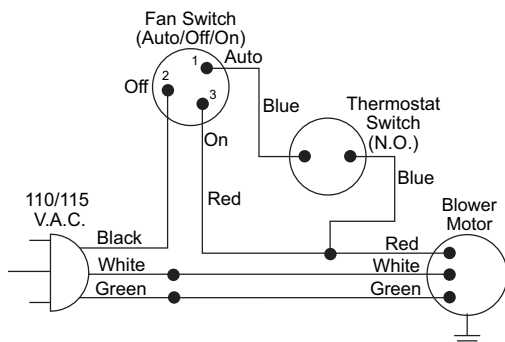 Fan Switch
(Auto/Off/On)
1
Auto
Off
2
3
On
Blue
Thermostat
Switch
(N.O.)
Blue
Red
110/115
V.A.C.
Blower
Motor
Black
Red
White
White
Green
Green